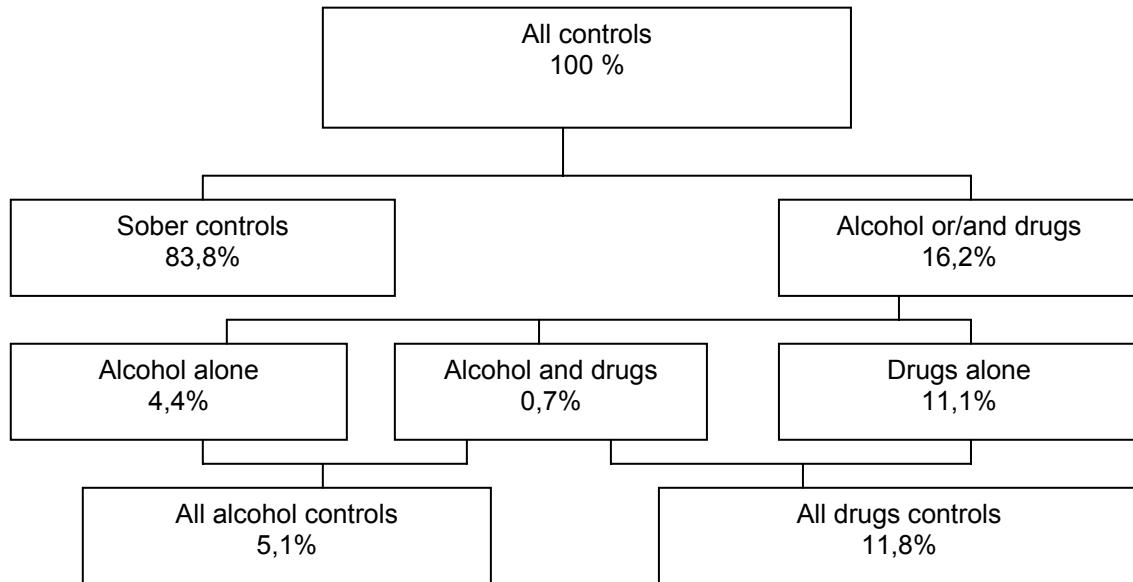 All controls
100 %
Sober controls
83,8%
Alcohol or/and drugs
16,2%
Alcohol alone
4,4%
Alcohol and drugs
0,7%
Drugs alone
11,1%
All alcohol controls
5,1%
All drugs controls
11,8%